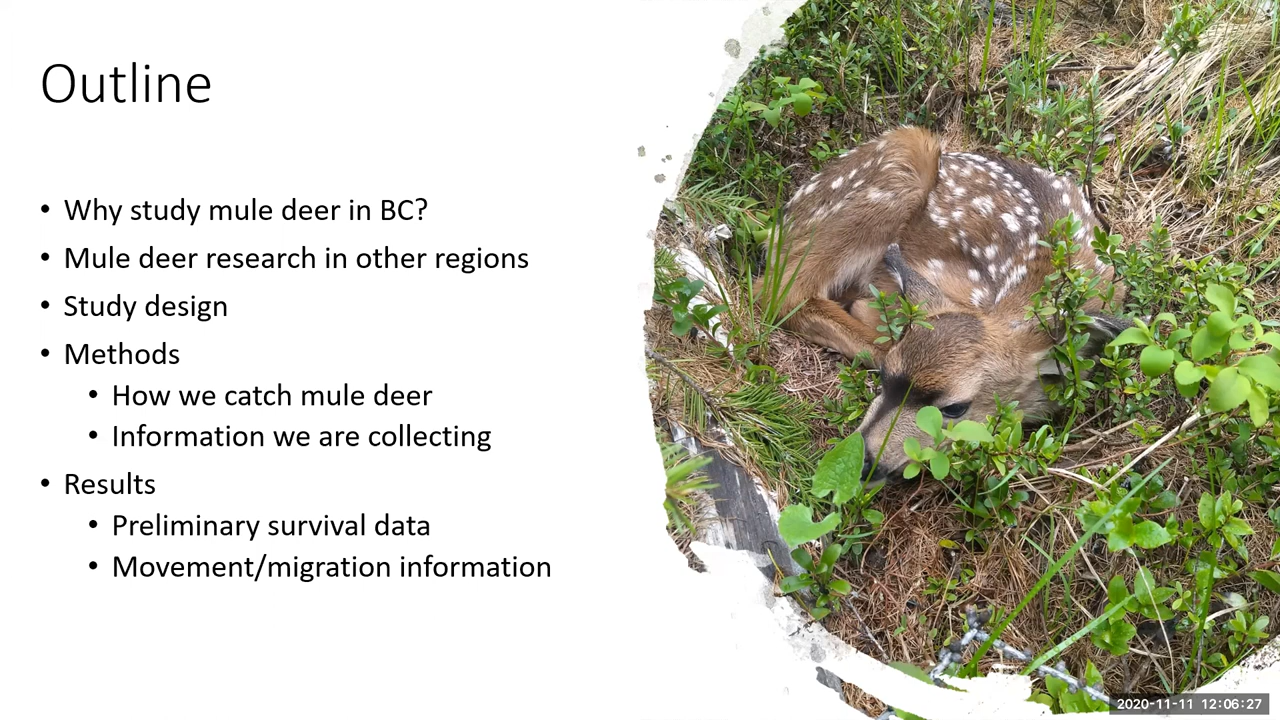 Outline
• Why study mule deer in BC?
• Mule deer research in other regions
• Study design
• Methods
• How we catch mule deer
• Information we are collecting
• Results
• Preliminary survival data
• Movement/migration information
2020-11-11 12:06:27